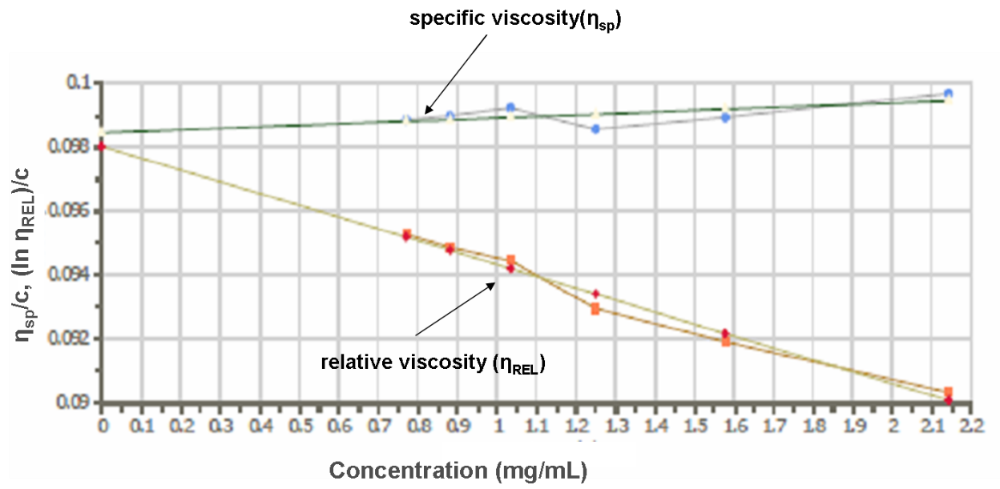 specific viscosity(ηsp)
0.1
0.098
0.096
0.094
0.092
0.09
ηsp/c, (ln ηREL)/c
relative viscosity (ηREL)
0 0.1 0.2 0.3 0.4 0.5 0.6 0.7 0.8 0.9 1 1.1 1.2 1.3 1.4 1.5 1.6 1.7 1.8 1.9 2 2.1 2.2
Concentration (mg/mL)